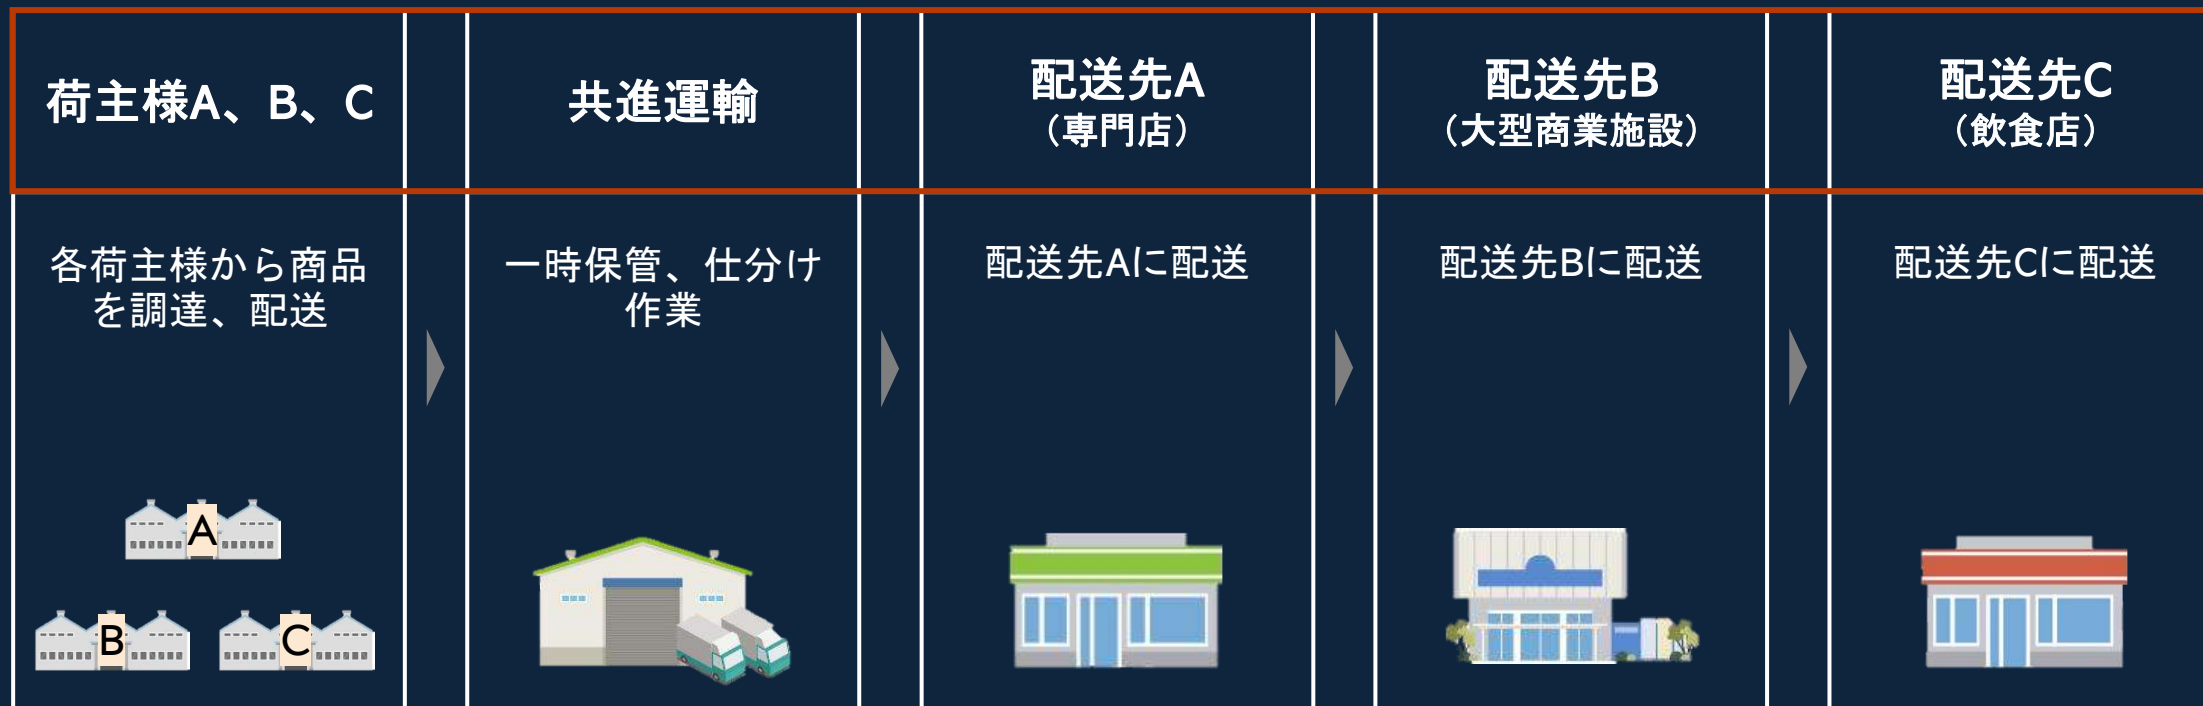 荷主様A、B、C
共進運輸
配送先A
（専門店）
配送先B
（大型商業施設）
配送先C
（飲食店）
各荷主様から商品
を調達、配送
一時保管、仕分け
作業
配送先Aに配送
配送先Bに配送
配送先Cに配送
A
B
C